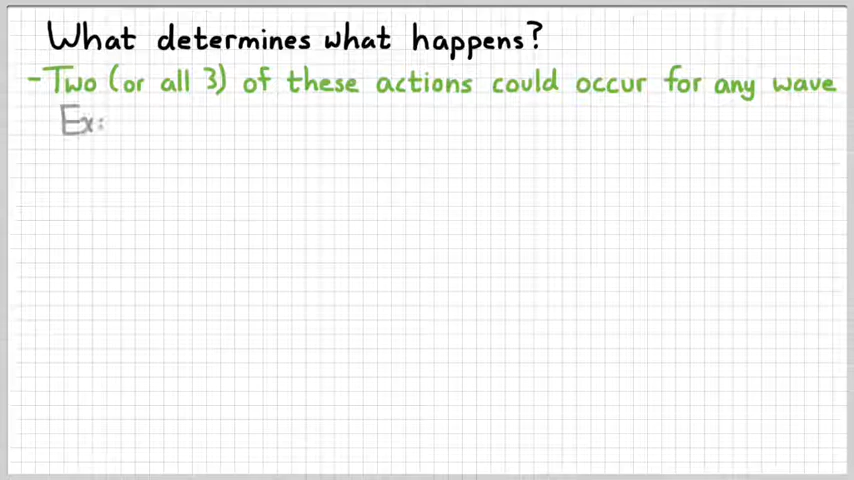 What determines what happens?
-Two (or all 3) of these actions could occur for any wave
Ex: